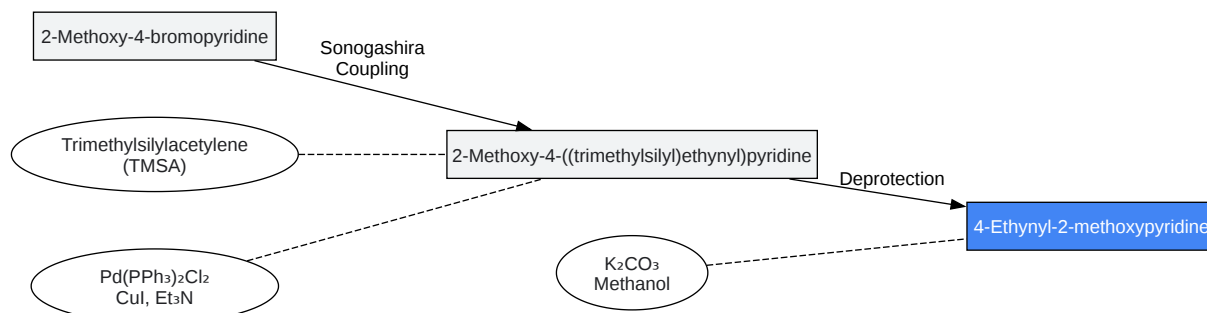 2-Methoxy-4-bromopyridine
Sonogashira
Coupling
Trimethylsilylacetylene
(TMSA)
2-Methoxy-4-((trimethylsilyl)ethynyl)pyridine
Deprotection
4-Ethynyl-2-methoxypyridine
Pd(PPh₃)₂Cl₂
CuI, Et₃N
K₂CO₃
Methanol